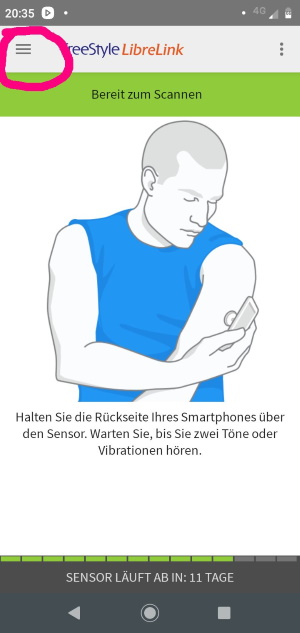 20:35
4G
FreeStyle LibreLink
Bereit zum Scannen
Halten Sie die Rückseite Ihres Smartphones über
den Sensor. Warten Sie, bis Sie zwei Töne oder
Vibrationen hören.
SENSOR LÄUFT AB IN: 11 TAGE